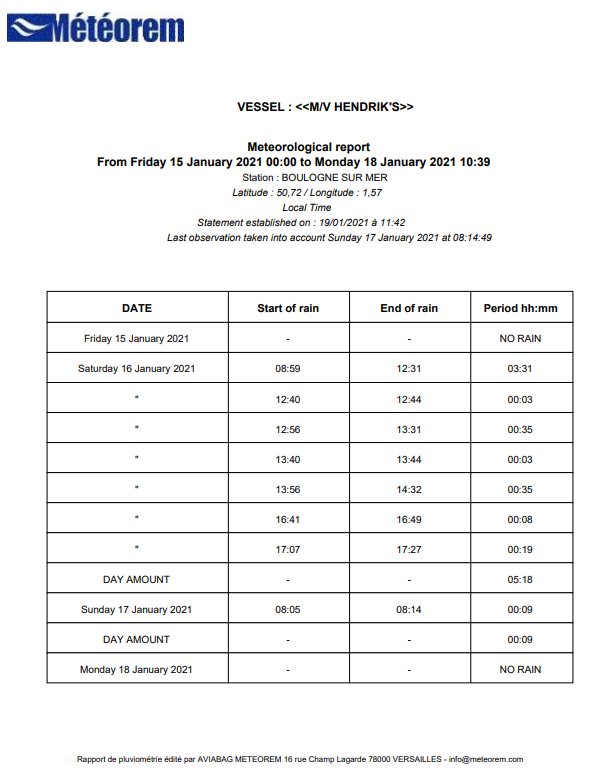 Météorem
VESSEL : <<M/V HENDRIK'S>>
Meteorological report
From Friday 15 January 2021 00:00 to Monday 18 January 2021 10:39
Station : BOULOGNE SUR MER
Latitude : 50,72 / Longitude : 1,57
Local Time
Statement established on : 19/01/2021 à 11:42
Last observation taken into account Sunday 17 January 2021 at 08:14:49
DATE Start of rain End of rain Period hh:mm
Friday 15 January 2021 - - NO RAIN
Saturday 16 January 2021 08:59 12:31 03:31
" 12:40 12:44 00:03
" 12:56 13:31 00:35
" 13:40 13:44 00:03
" 13:56 14:32 00:35
" 16:41 16:49 00:08
" 17:07 17:27 00:19
DAY AMOUNT - - 05:18
Sunday 17 January 2021 08:05 08:14 00:09
DAY AMOUNT - - 00:09
Monday 18 January 2021 - - NO RAIN
Rapport de pluviométrie édité par AVIABAG METEOREM 16 rue Champ Lagarde 78000 VERSAILLES - info@meteorem.com